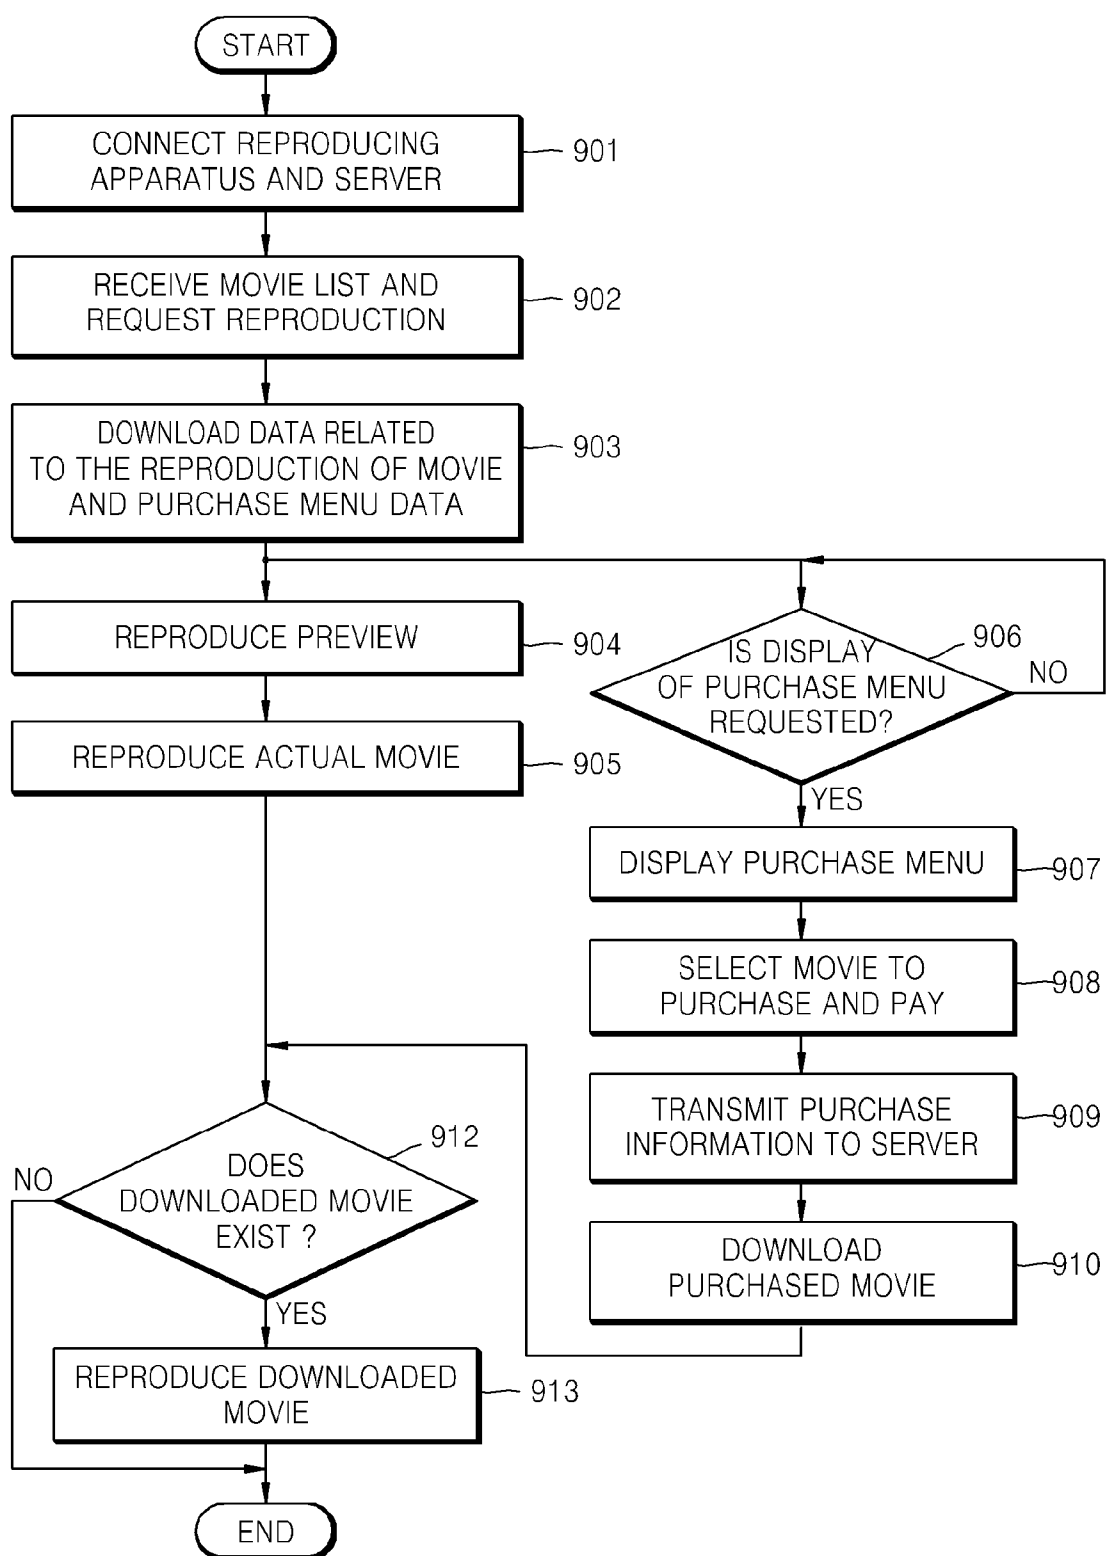 START
CONNECT REPRODUCING
APPARATUS AND SERVER
901
RECEIVE MOVIE LIST AND
REQUEST REPRODUCTION
902
DOWNLOAD DATA RELATED
TO THE REPRODUCTION OF MOVIE
AND PURCHASE MENU DATA
903
REPRODUCE PREVIEW
904
REPRODUCE ACTUAL MOVIE
905
IS DISPLAY
OF PURCHASE MENU
REQUESTED?
906
NO
YES
DISPLAY PURCHASE MENU
907
SELECT MOVIE TO
PURCHASE AND PAY
908
TRANSMIT PURCHASE
INFORMATION TO SERVER
909
DOWNLOAD
PURCHASED MOVIE
910
DOES
DOWNLOADED MOVIE
EXIST ?
912
NO
YES
REPRODUCE DOWNLOADED
MOVIE
913
END